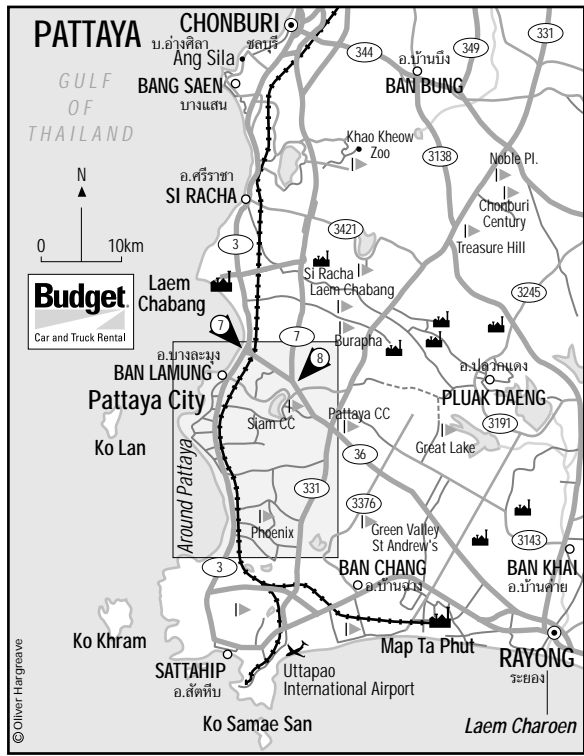 PATTAYA
CHONBURI
ชลบุรี
บ.อ่างศิลา
Ang Sila
BANG SAEN
บางแสน
GULF
OF
THAILAND
344
349
331
อ.บ้านบึง
BAN BUNG
Khao Kheow
Zoo
3138
Noble Pl.
Chonburi
Century
Treasure Hill
N
0 10km
อ.ศรีราชา
SI RACHA
3
3421
Si Racha
Laem Chabang
3245
Budget
Car and Truck Rental
Laem
Chabang
7
7
8
Burapha
อ.บางละมุง
BAN LAMUNG
Pattaya City
อ.ปลวกแดง
PLUAK DAENG
Siam CC
Pattaya CC
Great Lake
3191
Ko Lan
Around Pattaya
36
331
3376
Phoenix
Green Valley
St Andrew's
3143
3
BAN CHANG
อ.บ้านฉาง
BAN KHAI
อ.บ้านค่าย
Ko Khram
Map Ta Phut
SATTAHIP
อ.สัตหีบ
Uttapao
International Airport
RAYONG
ระยอง
Ko Samae San
Laem Charoen
© Oliver Hargreave